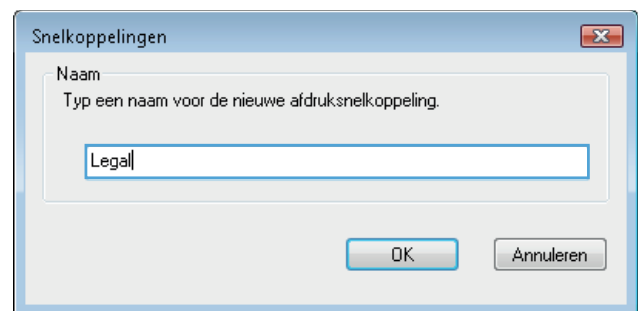 Snelkoppelingen
Naam
Typ een naam voor de nieuwe afdruksnelkoppeling.
Legal
OK
Annuleren